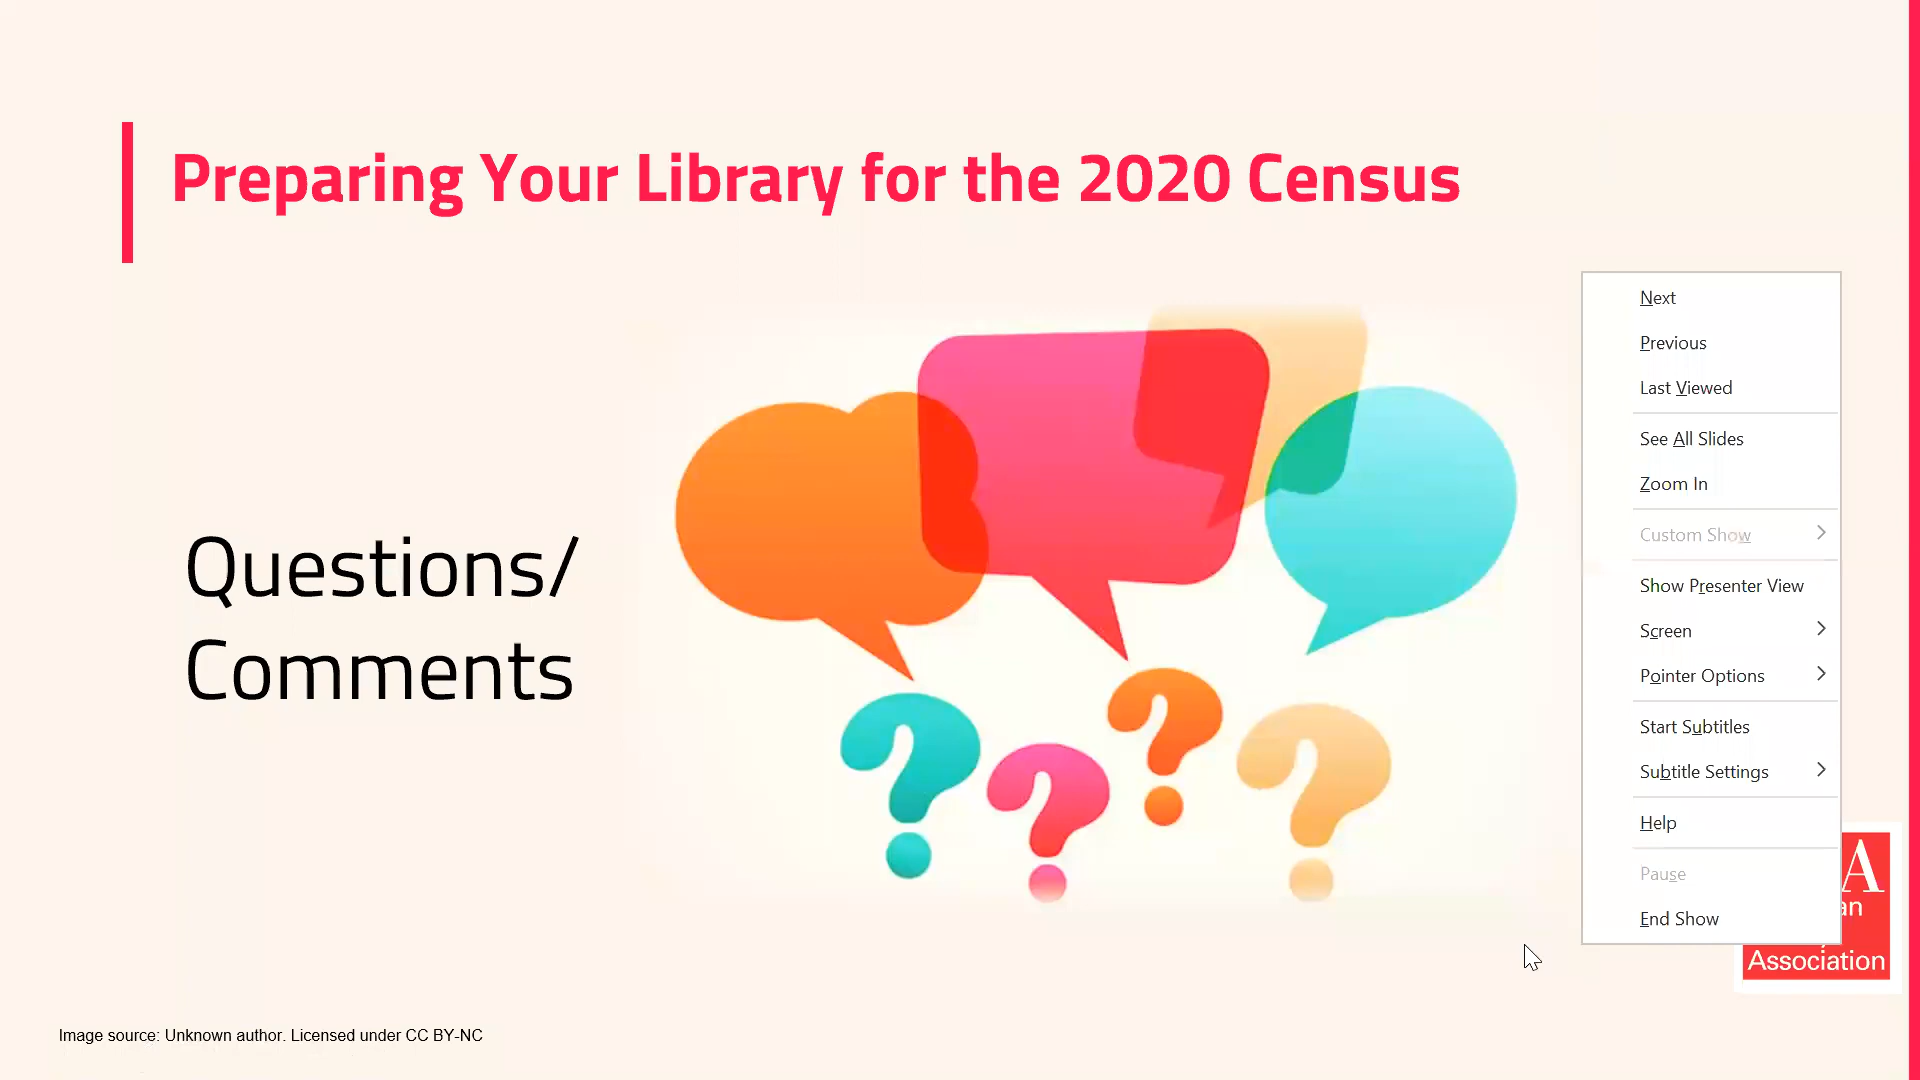 Preparing Your Library for the 2020 Census
Questions/
Comments
Next
Previous
Last Viewed
See All Slides
Zoom In
Custom Show
Show Presenter View
Screen
Pointer Options
Start Subtitles
Subtitle Settings
Help
Pause
End Show
A
an
Association
Image source: Unknown author. Licensed under CC BY-NC